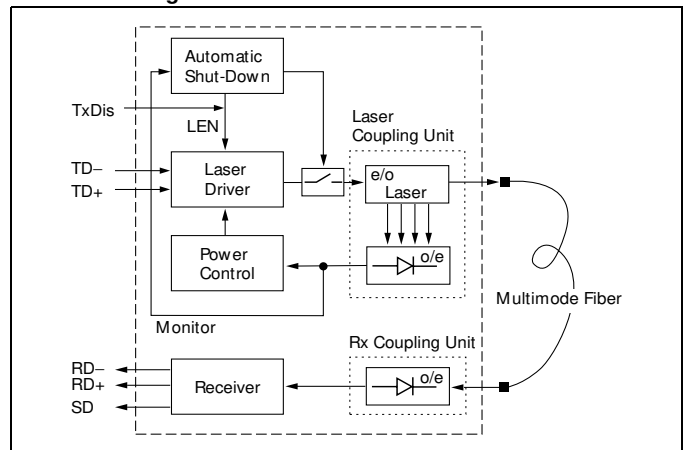 Automatic
Shut-Down
TxDis
LEN
Laser
Coupling Unit
TD−
TD+
Laser
Driver
e/o
Laser
Power
Control
o/e
Multimode Fiber
Monitor
Rx Coupling Unit
RD−
RD+
SD
Receiver
o/e